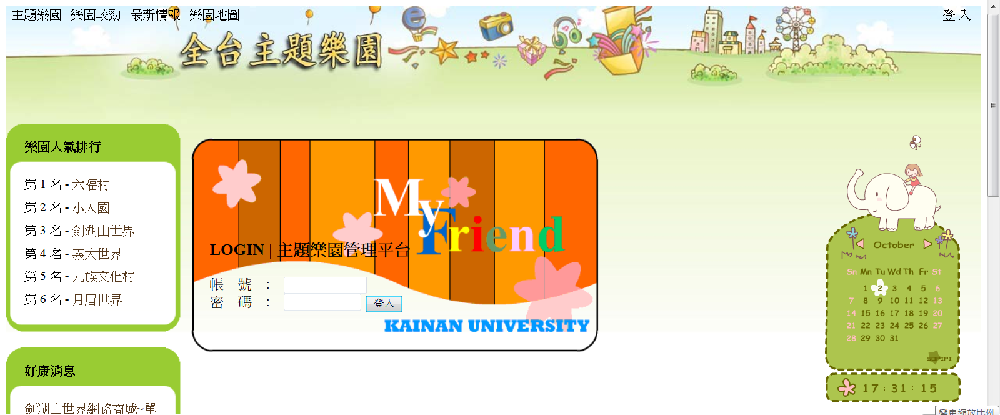 主題樂園 樂園較勁 最新情報 樂園地圖 登入
全台主題樂園
樂園人氣排行
第 1 名 - 六福村
第 2 名 - 小人國
第 3 名 - 劍湖山世界
第 4 名 - 義大世界
第 5 名 - 九族文化村
第 6 名 - 月眉世界
好康消息
劍湖山世界網路商城~單
My
Friend
LOGIN | 主題樂園管理平台
帳 號 :
密 碼 : 登入
KAINAN UNIVERSITY
October
Sn Mn Tu Wd Th Fr St
1 2 3 4 5 6
7 8 9 10 11 12 13
14 15 16 17 18 19 20
21 22 23 24 25 26 27
28 29 30 31
SOPIPI
17:31:15
變更縮放比例